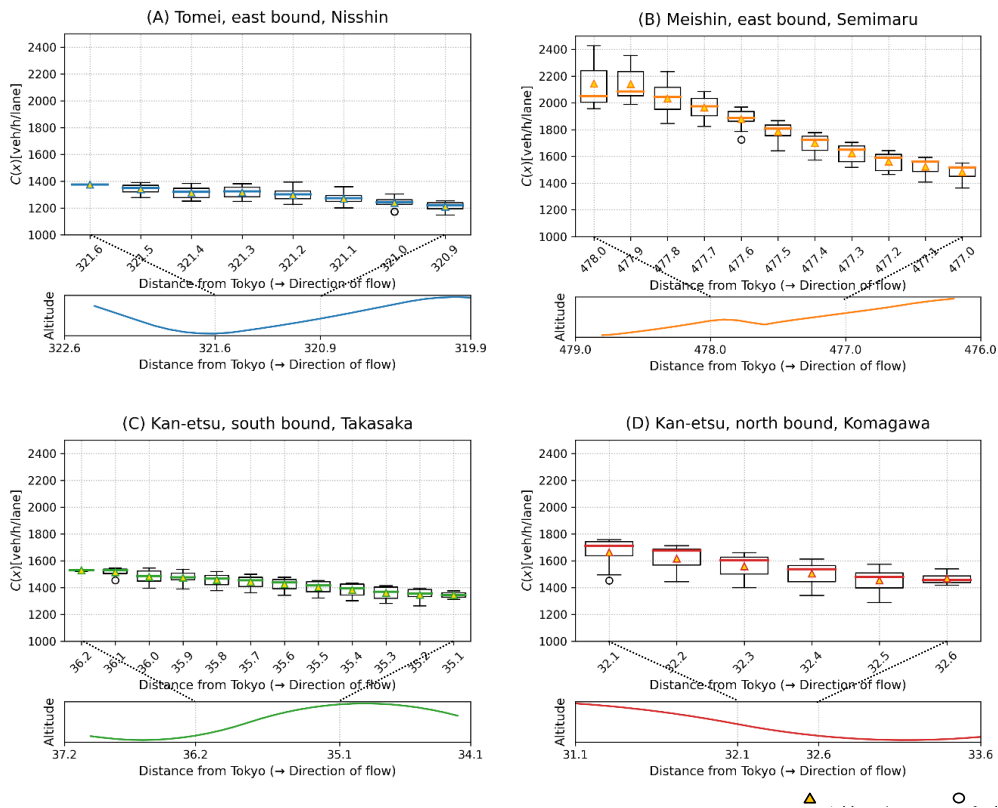 (A) Tomei, east bound, Nisshin
C(x)[veh/h/lane]
2400
2200
2000
1800
1600
1400
1200
1000
321.6 321.5 321.4 321.3 321.2 321.1 321.0 320.9
Distance from Tokyo (→ Direction of flow)
Altitude
322.6 321.6 320.9 319.9
Distance from Tokyo (→ Direction of flow)
(B) Meishin, east bound, Semimaru
C(x)[veh/h/lane]
2400
2200
2000
1800
1600
1400
1200
1000
478.0 477.9 477.8 477.7 477.6 477.5 477.4 477.3 477.2 477.1 477.0
Distance from Tokyo (→ Direction of flow)
Altitude
479.0 478.0 477.0 476.0
Distance from Tokyo (→ Direction of flow)
(C) Kan-etsu, south bound, Takasaka
C(x)[veh/h/lane]
2400
2200
2000
1800
1600
1400
1200
1000
36.2 36.1 36.0 35.9 35.8 35.7 35.6 35.5 35.4 35.3 35.2 35.1
Distance from Tokyo (→ Direction of flow)
Altitude
37.2 36.2 35.1 34.1
Distance from Tokyo (→ Direction of flow)
(D) Kan-etsu, north bound, Komagawa
C(x)[veh/h/lane]
2400
2200
2000
1800
1600
1400
1200
1000
32.1 32.2 32.3 32.4 32.5 32.6
Distance from Tokyo (→ Direction of flow)
Altitude
31.1 32.1 32.6 33.6
Distance from Tokyo (→ Direction of flow)